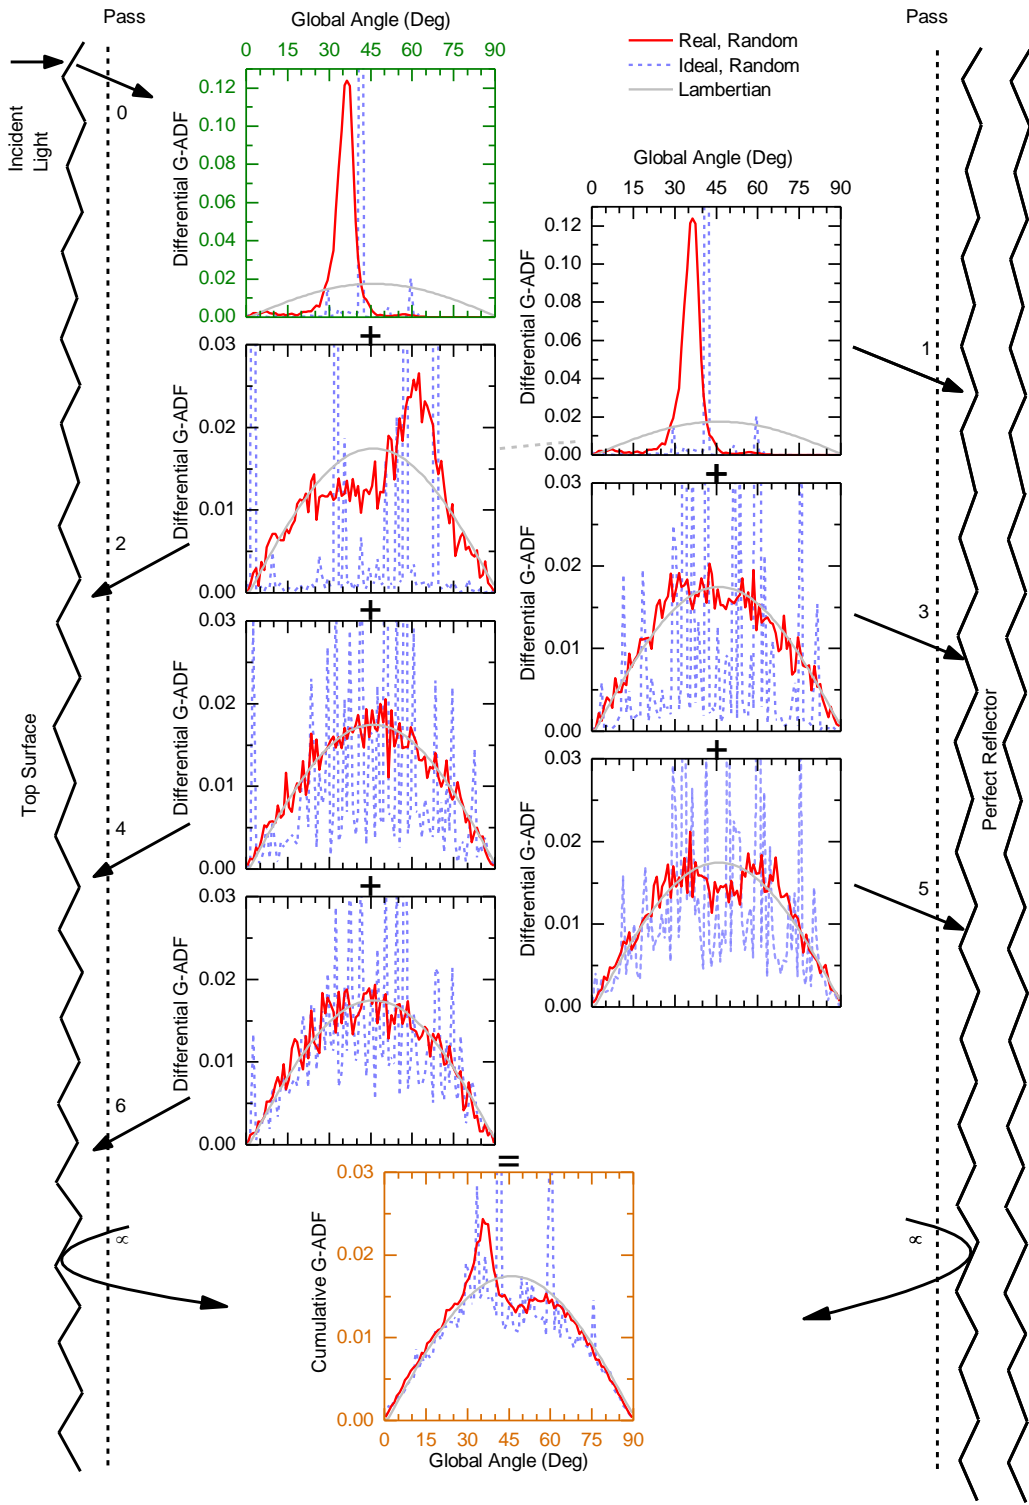 Pass
Global Angle (Deg)
0 15 30 45 60 75 90
Pass
Real, Random
Ideal, Random
Lambertian
Incident
Light
0
Differential G-ADF
0.12
0.10
0.08
0.06
0.04
0.02
0.00
+
Global Angle (Deg)
0 15 30 45 60 75 90
Differential G-ADF
0.12
0.10
0.08
0.06
0.04
0.02
0.00
1
+
2
Differential G-ADF
0.03
0.02
0.01
0.00
+
Differential G-ADF
0.03
0.02
0.01
0.00
3
+
Top Surface
4
Differential G-ADF
0.03
0.02
0.01
0.00
+
Differential G-ADF
0.03
0.02
0.01
0.00
5
Perfect Reflector
6
Differential G-ADF
0.03
0.02
0.01
0.00
=
∝
∝
Cumulative G-ADF
0.03
0.02
0.01
0.00
0 15 30 45 60 75 90
Global Angle (Deg)